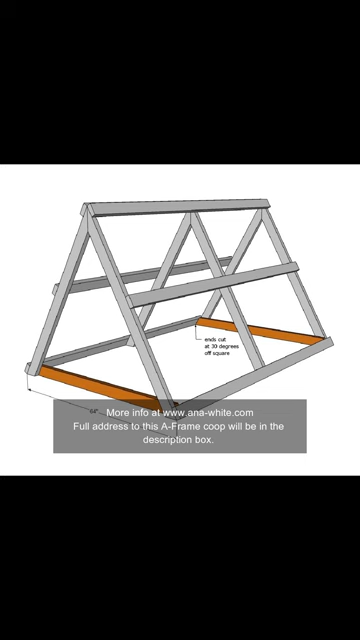 ends cut
at 30 degrees
off square
64"
More info at www.ana-white.com
Full address to this A-Frame coop will be in the
description box.